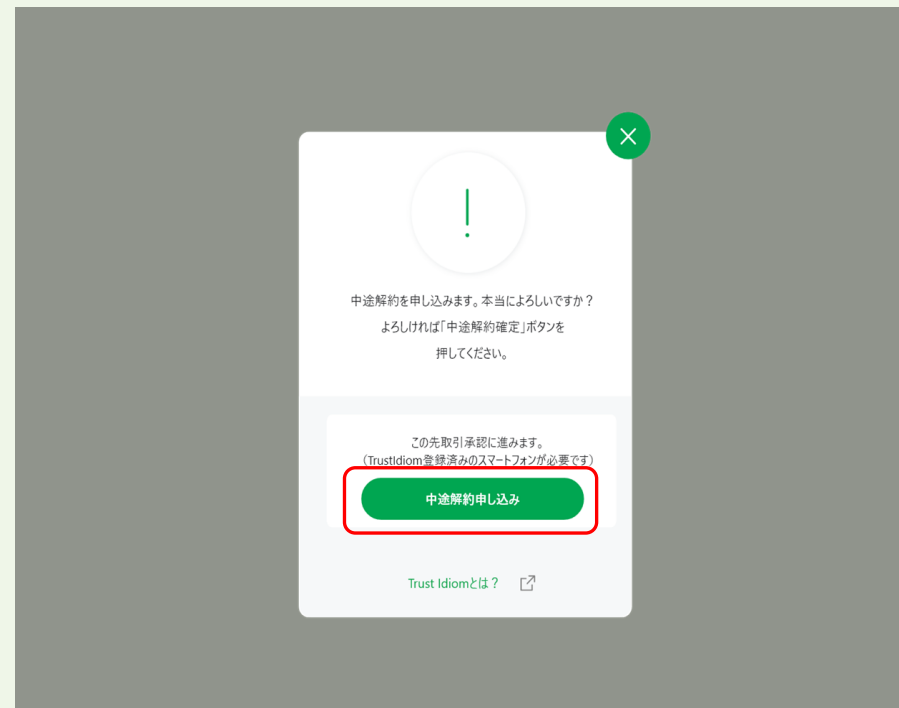 中途解約を申し込みます。本当によろしいですか?
よろしければ「中途解約確定」ボタンを
押してください。
この先取引承認に進みます。
(TrustIdiom登録済みのスマートフォンが必要です)
中途解約申し込み
Trust Idiomとは?